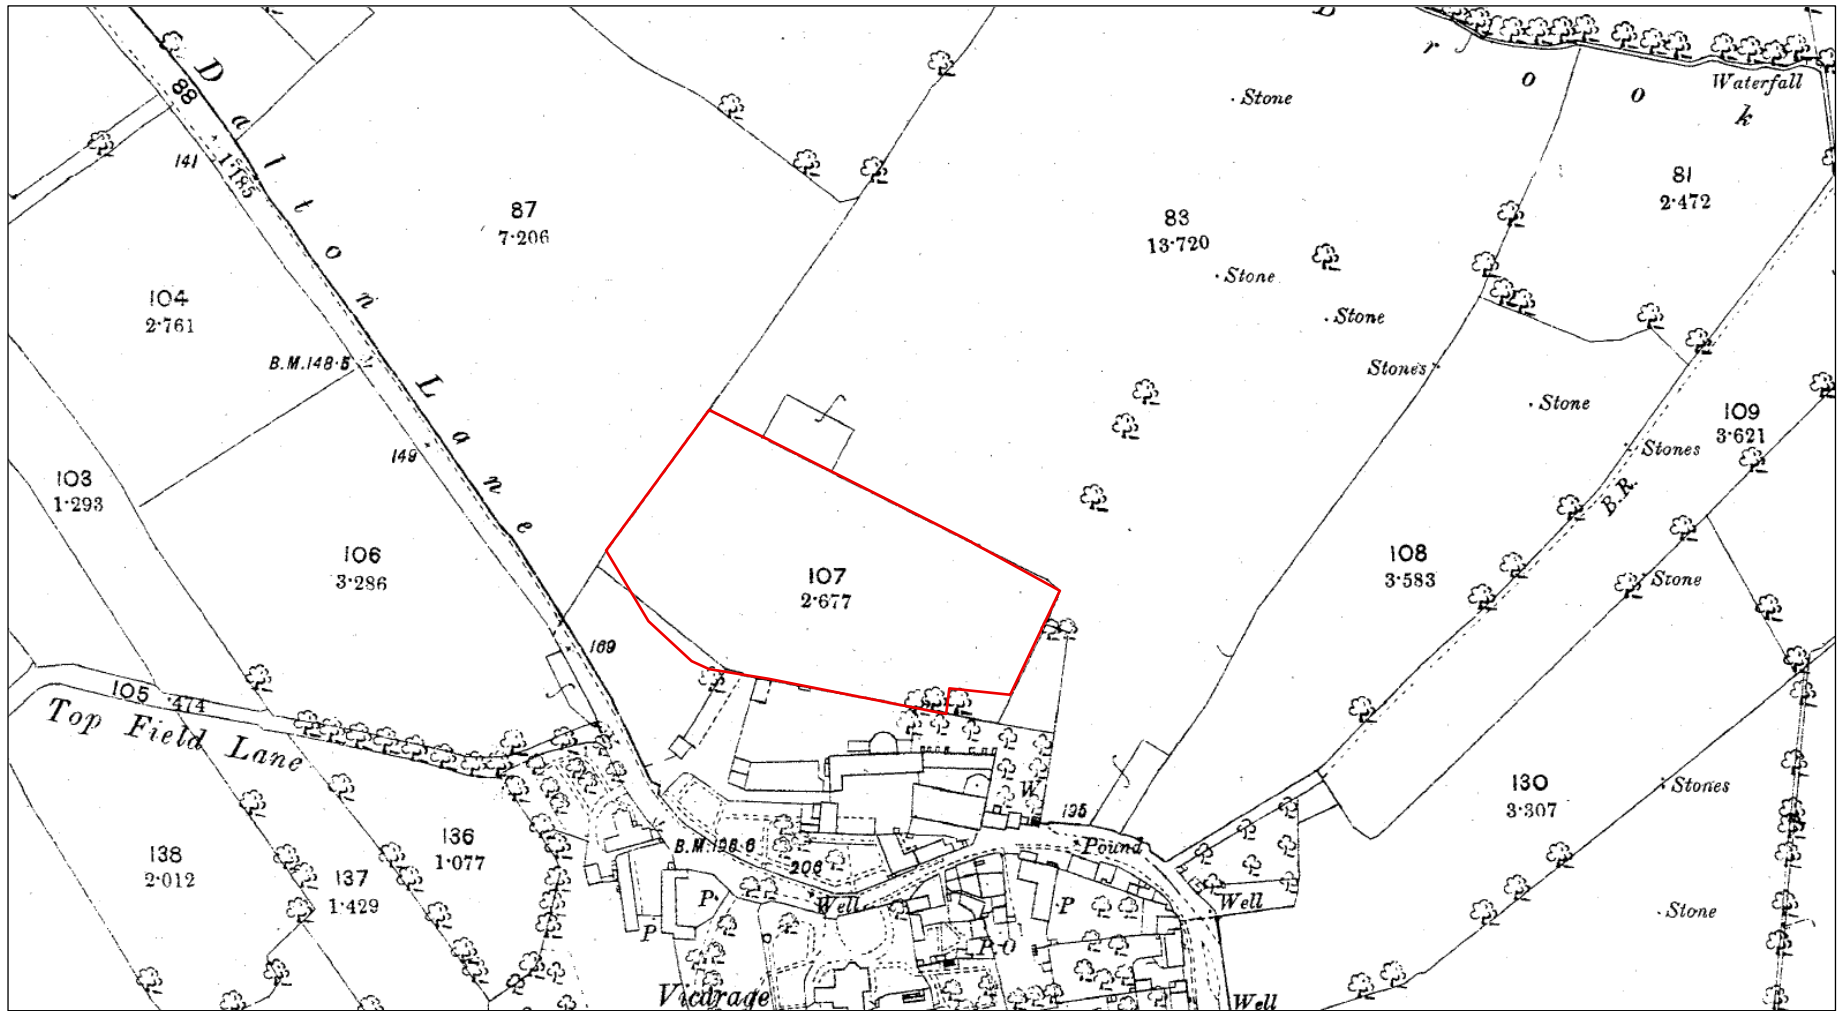 Dalton Lane
Brook
Waterfall
Stone
88
1·185
141
87
7·206
83
13·720
81
2·472
Stone
Stone
104
2·761
B.M.148·5
Stones
Stone
109
3·621
Stones
149
103
1·293
B.R.
106
3·286
107
2·677
108
3·583
Stone
169
105
·474
Top Field Lane
130
3·307
Stones
W
195
B.M.198·6
Pound
138
2·012
136
1·077
137
1·429
206
Well
P
P
P
Well
Stone
P.O
Vicarage
Well